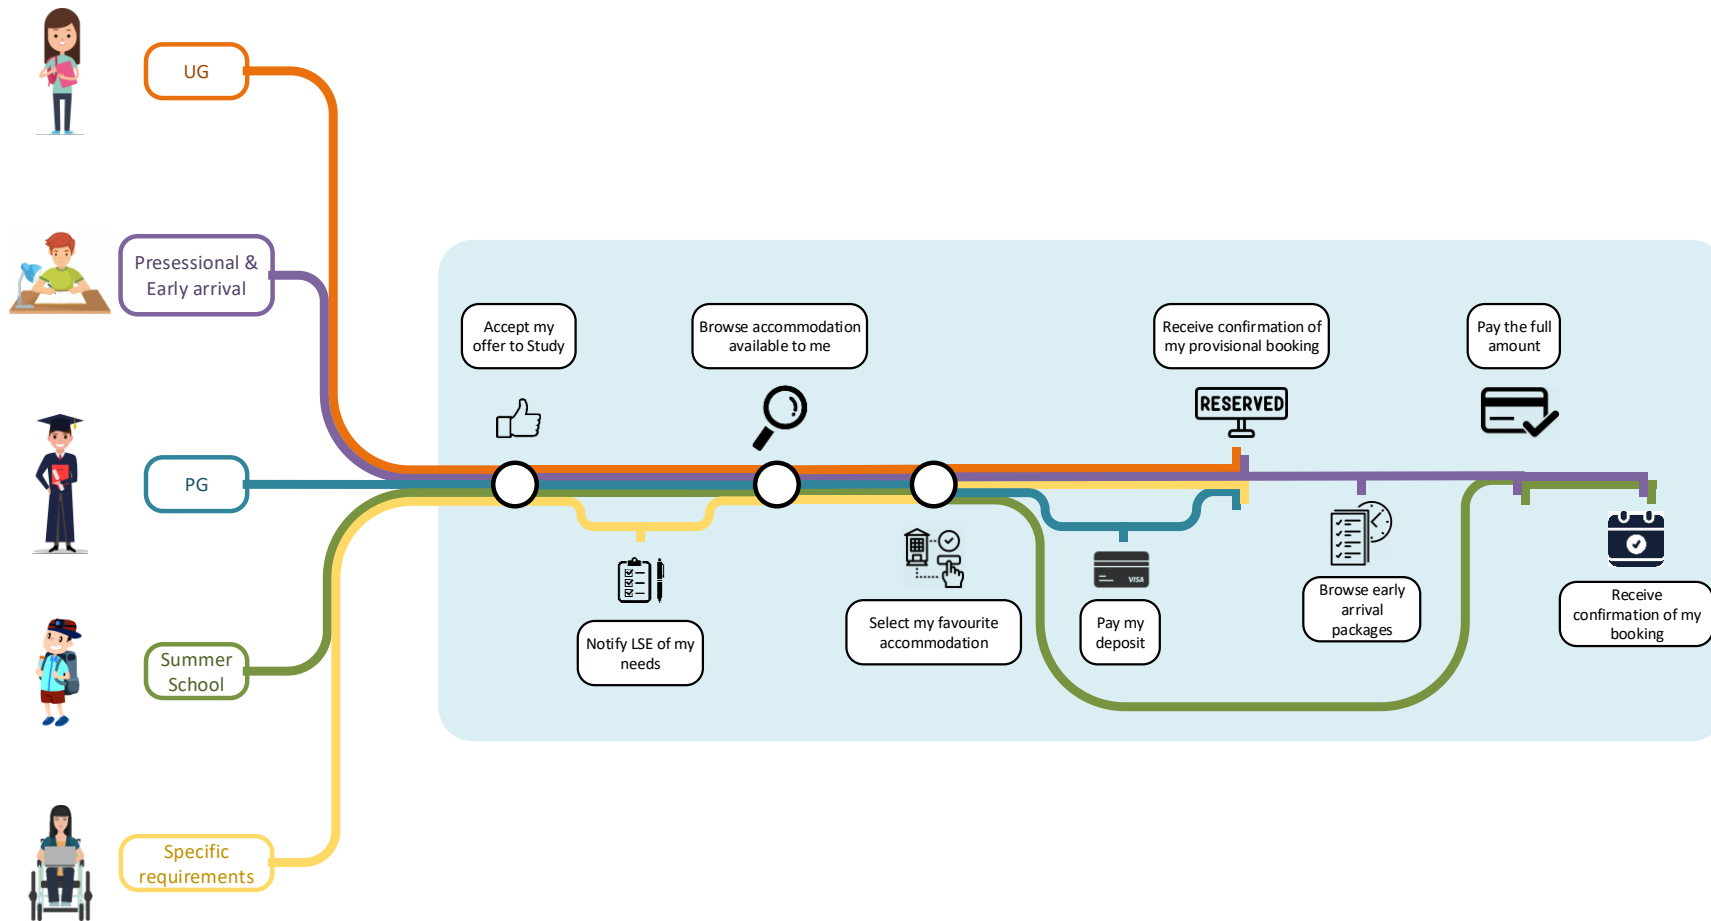 UG
Presessional &
Early arrival
PG
Summer
School
Specific
requirements
Accept my
offer to Study
Browse accommodation
available to me
Receive confirmation of
my provisional booking
Pay the full
amount
RESERVED
Notify LSE of my
needs
Select my favourite
accommodation
VISA
Pay my
deposit
Browse early
arrival
packages
Receive
confirmation of my
booking